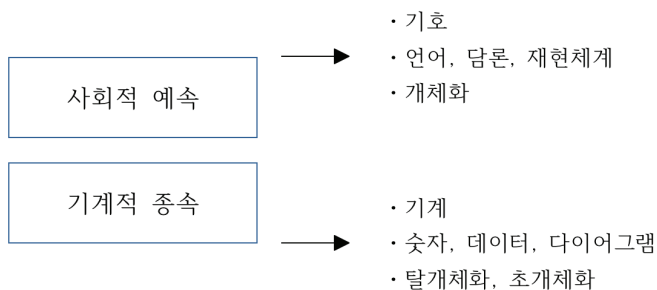 사회적 예속
· 기호
· 언어, 담론, 재현체계
· 개체화
기계적 종속
· 기계
· 숫자, 데이터, 다이어그램
· 탈개체화, 초개체화